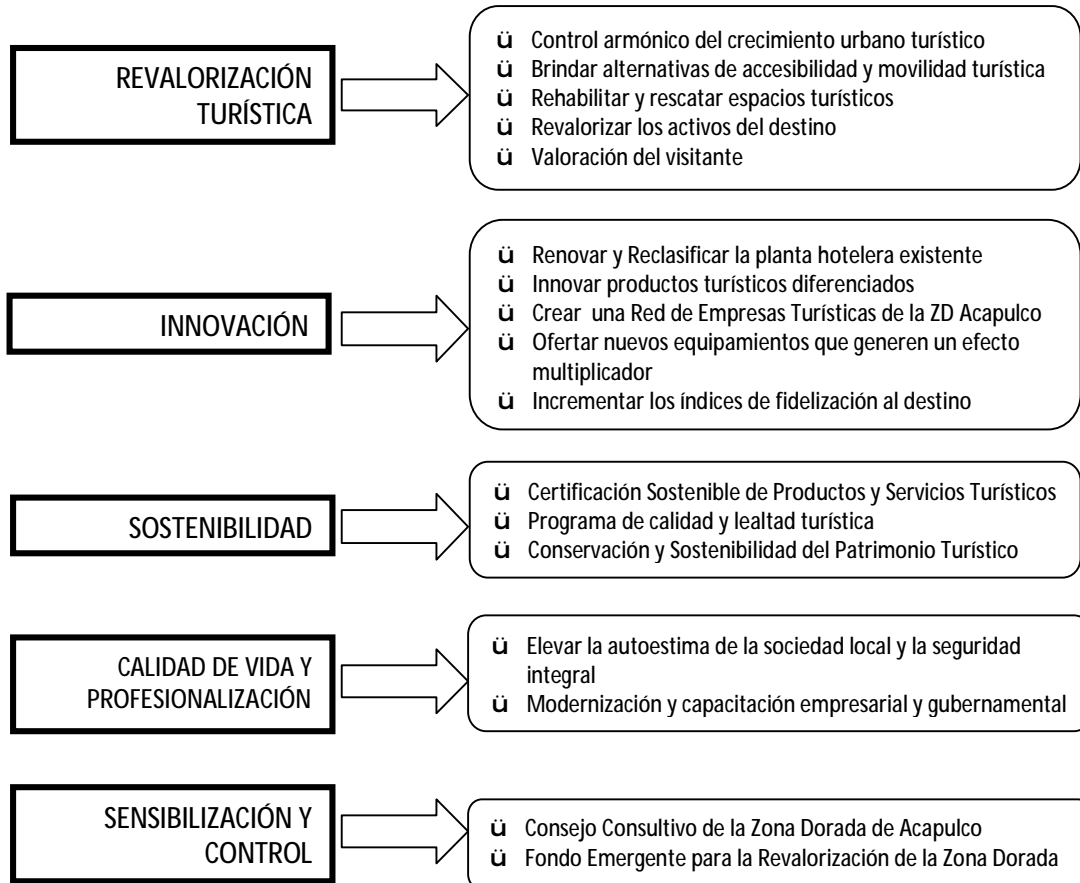 REVALORIZACIÓN
TURÍSTICA
ü Control armónico del crecimiento urbano turístico
ü Brindar alternativas de accesibilidad y movilidad turística
ü Rehabilitar y rescatar espacios turísticos
ü Revalorizar los activos del destino
ü Valoración del visitante
INNOVACIÓN
ü Renovar y Reclasificar la planta hotelera existente
ü Innovar productos turísticos diferenciados
ü Crear una Red de Empresas Turísticas de la ZD Acapulco
ü Ofertar nuevos equipamientos que generen un efecto
multiplicador
ü Incrementar los índices de fidelización al destino
SOSTENIBILIDAD
ü Certificación Sostenible de Productos y Servicios Turísticos
ü Programa de calidad y lealtad turística
ü Conservación y Sostenibilidad del Patrimonio Turístico
CALIDAD DE VIDA Y
PROFESIONALIZACIÓN
ü Elevar la autoestima de la sociedad local y la seguridad
integral
ü Modernización y capacitación empresarial y gubernamental
SENSIBILIZACIÓN Y
CONTROL
ü Consejo Consultivo de la Zona Dorada de Acapulco
ü Fondo Emergente para la Revalorización de la Zona Dorada